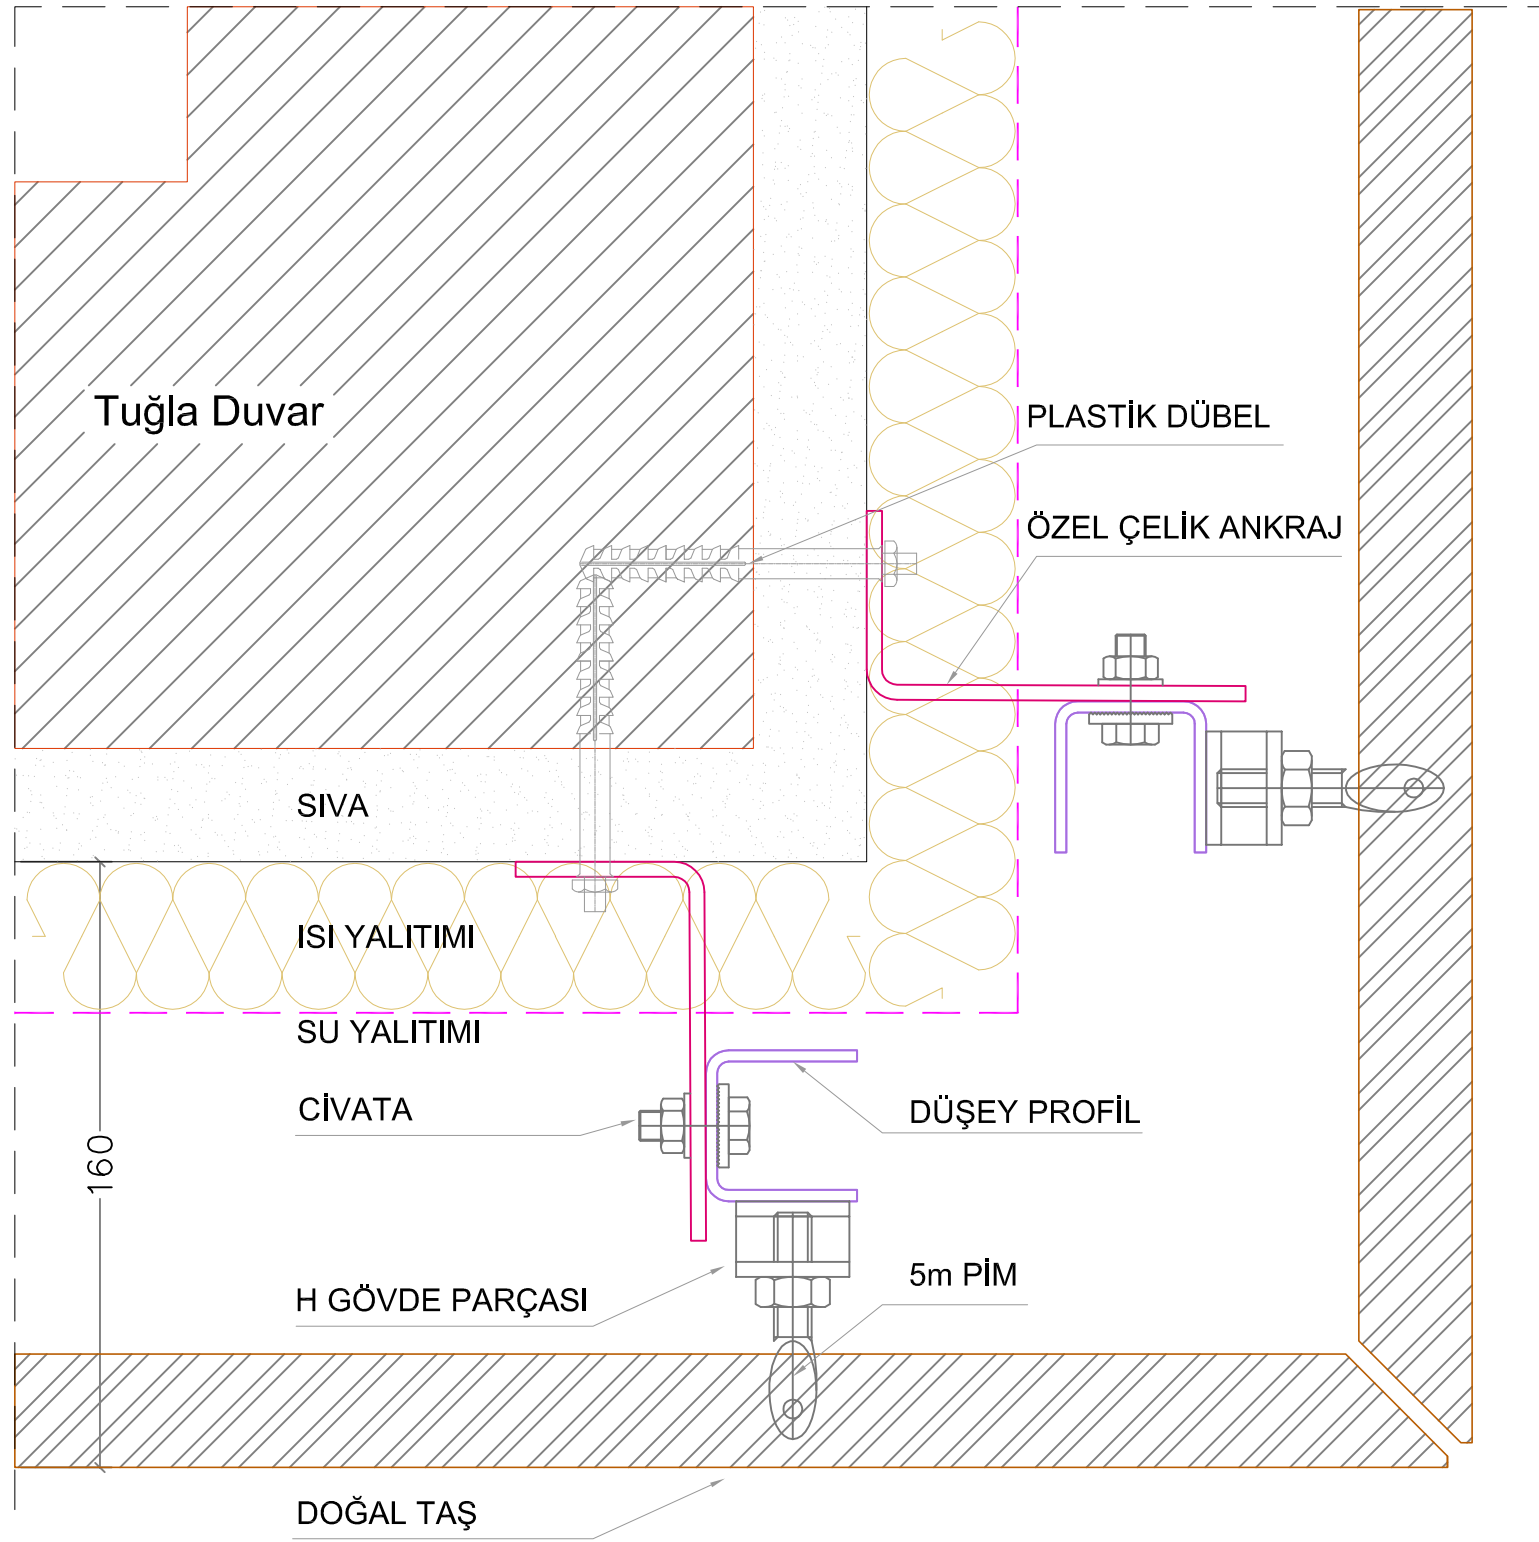 Tuğla Duvar
PLASTİK DÜBEL
ÖZEL ÇELİK ANKRAJ
SIVA
ISI YALITIMI
SU YALITIMI
CİVATA
DÜŞEY PROFİL
160
5m PİM
H GÖVDE PARÇASI
DOĞAL TAŞ